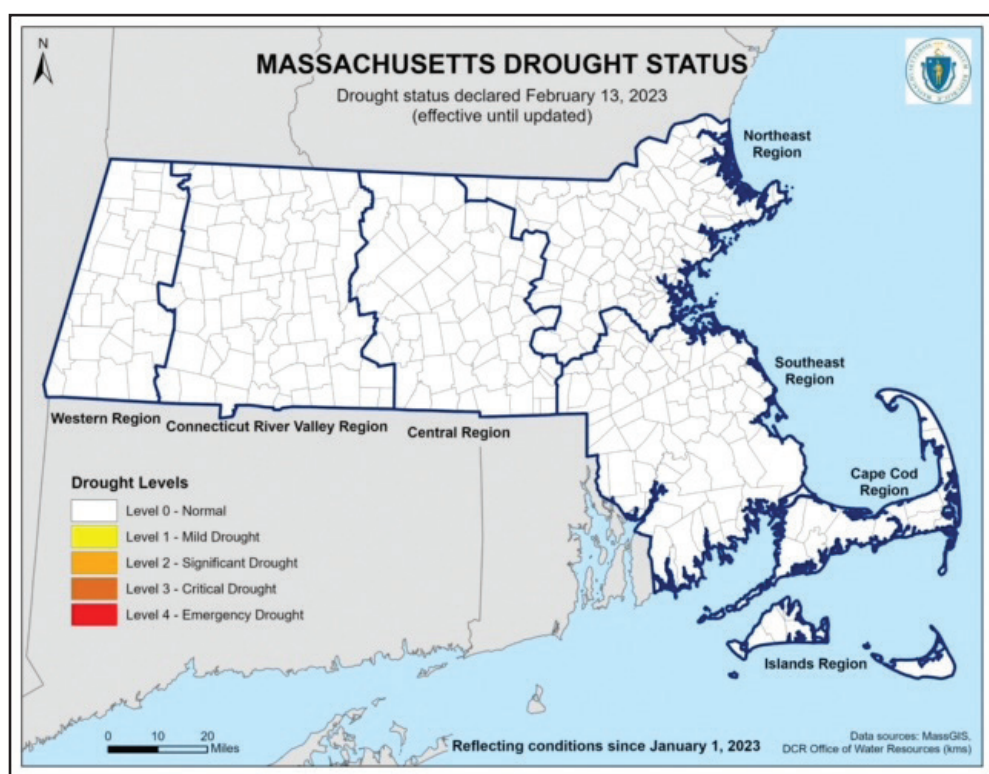 N
MASSACHUSETTS DROUGHT STATUS
Drought status declared February 13, 2023
(effective until updated)
Northeast
Region
Southeast
Region
Cape Cod
Region
Western Region
Connecticut River Valley Region
Central Region
Islands Region
Drought Levels
Level 0 - Normal
Level 1 - Mild Drought
Level 2 - Significant Drought
Level 3 - Critical Drought
Level 4 - Emergency Drought
0 10 20
Miles
Reflecting conditions since January 1, 2023
Data sources: MassGIS,
DCR Office of Water Resources (kms)